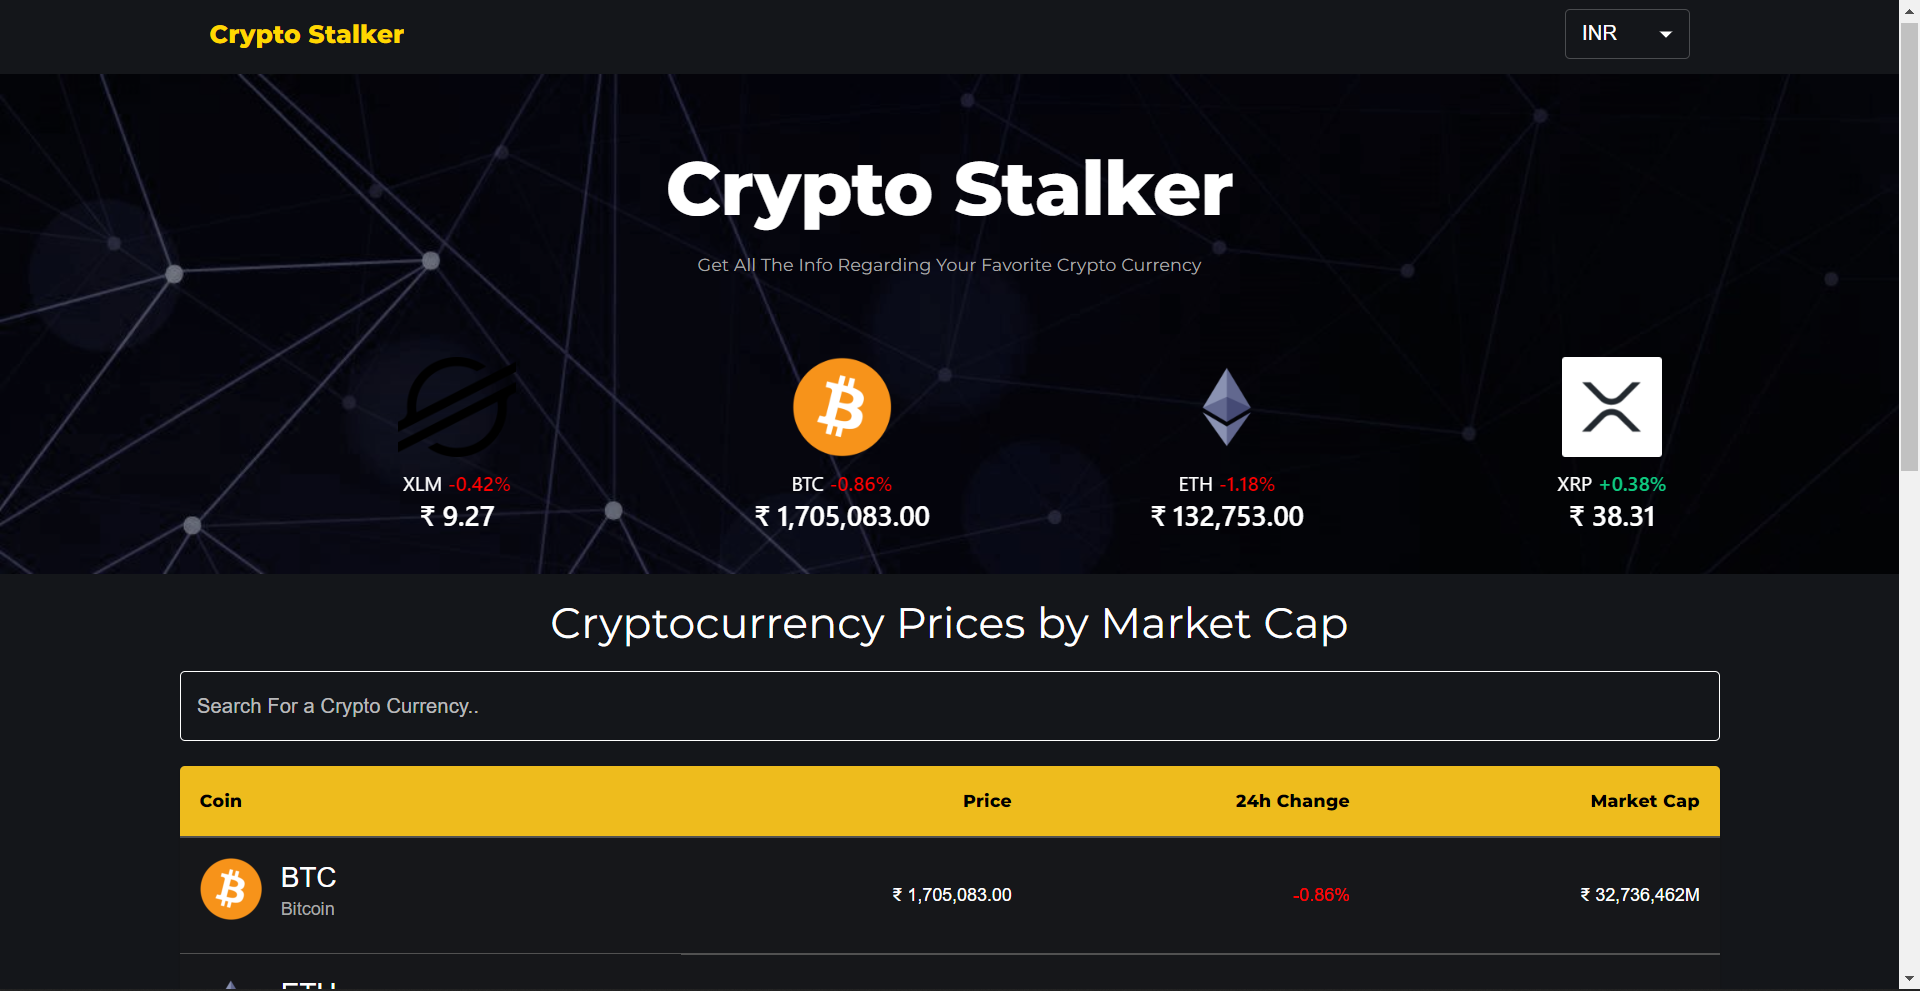 Crypto Stalker
INR
Crypto Stalker
Get All The Info Regarding Your Favorite Crypto Currency
XLM -0.42%
₹ 9.27
BTC -0.86%
₹ 1,705,083.00
ETH -1.18%
₹ 132,753.00
XRP +0.38%
₹ 38.31
Cryptocurrency Prices by Market Cap
Search For a Crypto Currency..
Coin Price 24h Change Market Cap
BTC
Bitcoin
₹ 1,705,083.00 -0.86% ₹ 32,736,462M
ETH